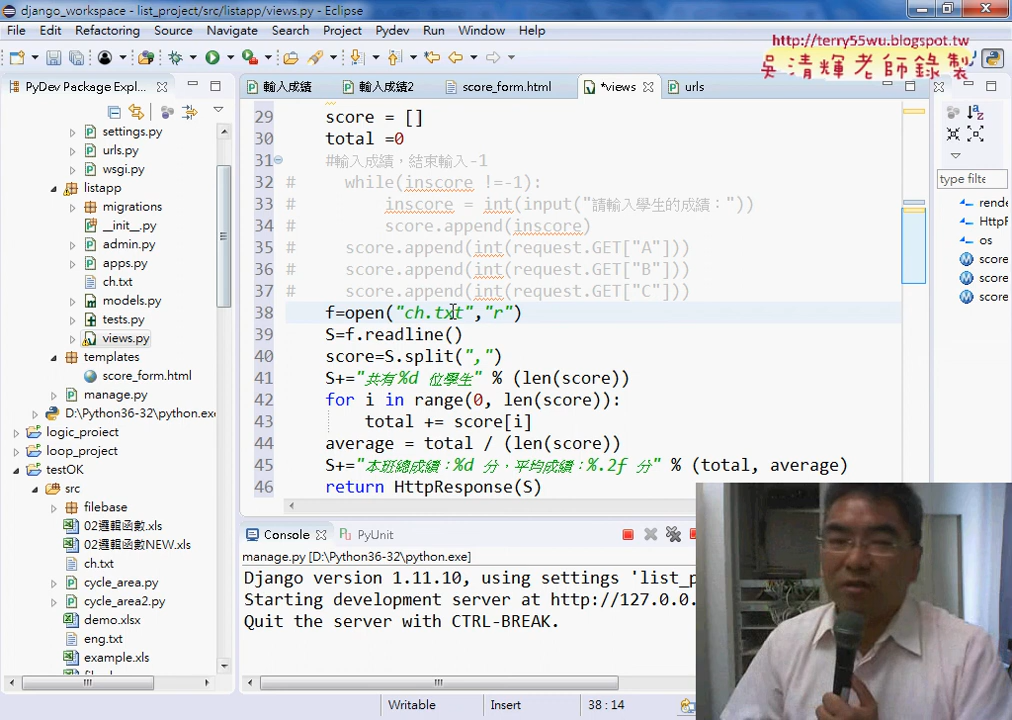 django_workspace - list_project/src/listapp/views.py - Eclipse
File Edit Refactoring Source Navigate Search Project Pydev Run Window Help
http://terry55wu.blogspot.tw
吳清輝老師錄製
PyDev Package Expl...
輸入成績
輸入成績2
score_form.html
*views
urls
settings.py
urls.py
wsgi.py
listapp
migrations
__init__.py
admin.py
apps.py
ch.txt
models.py
tests.py
views.py
templates
score_form.html
manage.py
D:\Python36-32\python.exe
logic_project
loop_project
testOK
src
filebase
02邏輯函數.xls
02邏輯函數NEW.xls
ch.txt
cycle_area.py
cycle_area2.py
demo.xlsx
eng.txt
example.xls
29 score = []
30 total =0
31 #輸入成績，結束輸入-1
32 # while(inscore !=-1):
33 # inscore = int(input("請輸入學生的成績："))
34 # score.append(inscore)
35 # score.append(int(request.GET["A"]))
36 # score.append(int(request.GET["B"]))
37 # score.append(int(request.GET["C"]))
38 f=open("ch.txt","r")
39 S=f.readline()
40 score=S.split(",")
41 S+="共有%d 位學生" % (len(score))
42 for i in range(0, len(score)):
43 total += score[i]
44 average = total / (len(score))
45 S+="本班總成績：%d 分，平均成績：%.2f 分" % (total, average)
46 return HttpResponse(S)
type filte
rende
HttpR
os
score
score
score
Console
PyUnit
manage.py [D:\Python36-32\python.exe]
Django version 1.11.10, using settings 'list_p
Starting development server at http://127.0.0.
Quit the server with CTRL-BREAK.
Writable
Insert
38 : 14